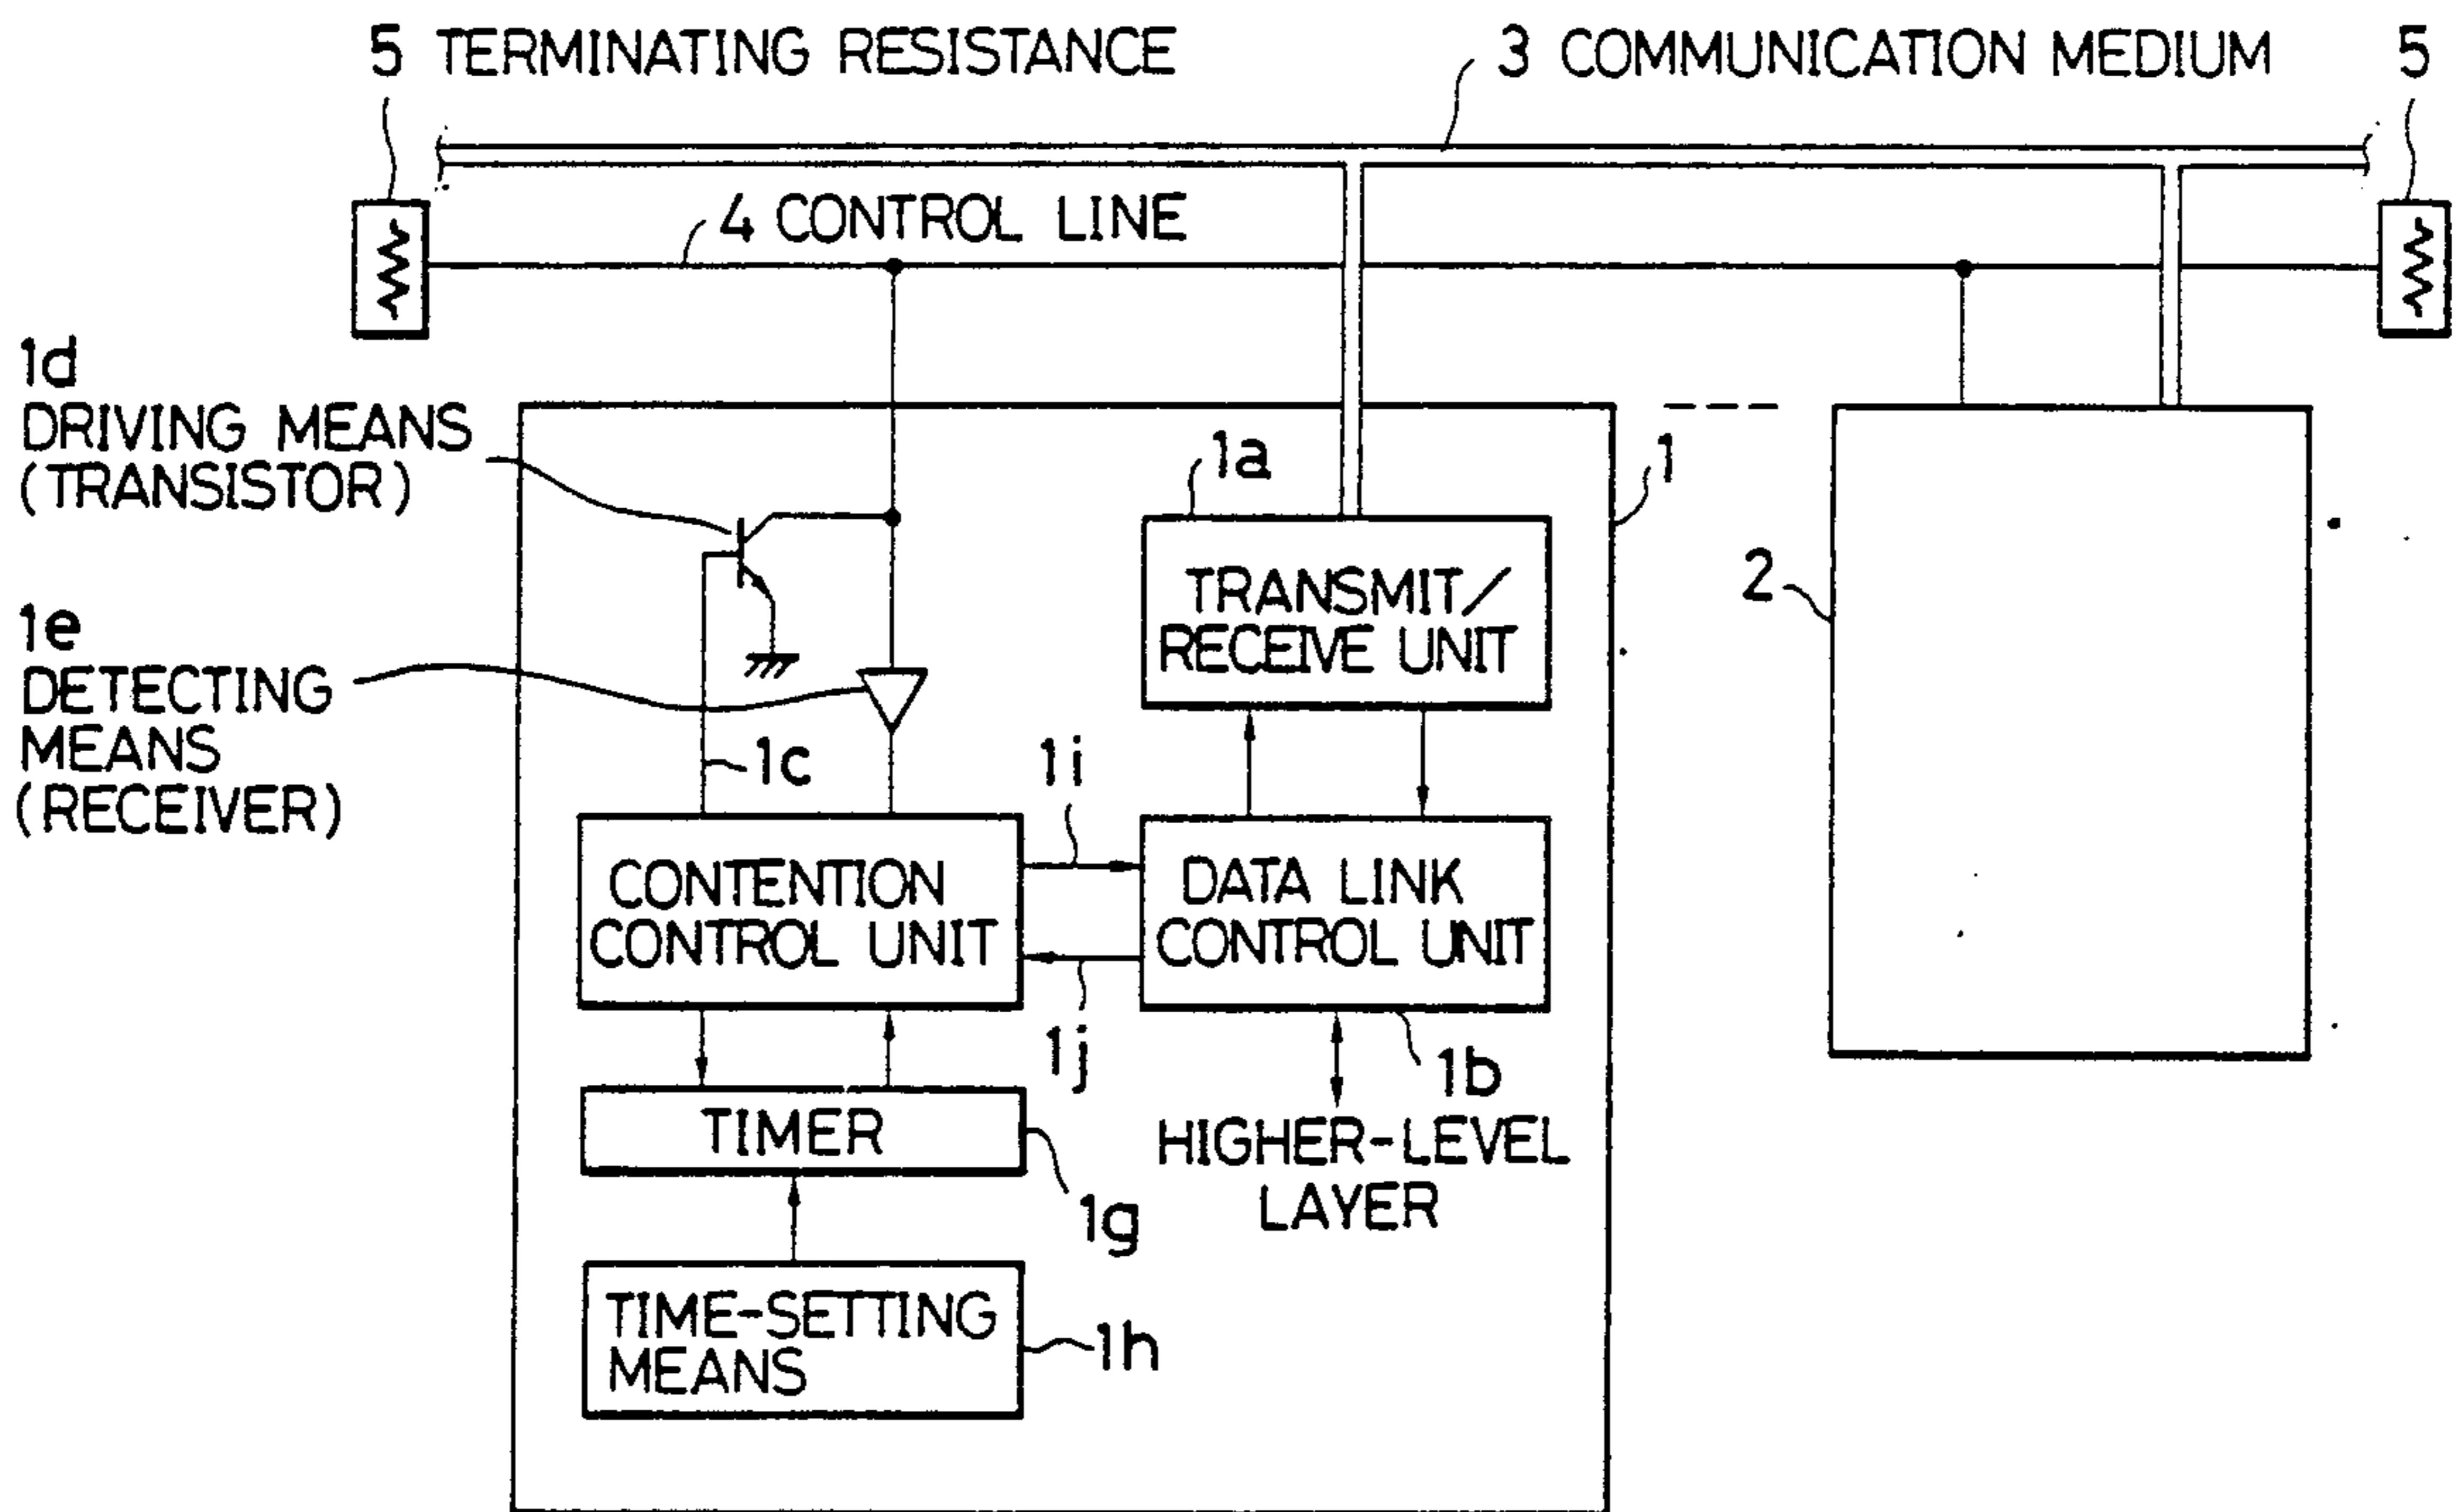 5 TERMINATING RESISTANCE
3 COMMUNICATION MEDIUM
5
4 CONTROL LINE
1d
DRIVING MEANS
(TRANSISTOR)
1a
1
TRANSMIT/
RECEIVE UNIT
2
1e
DETECTING
MEANS
(RECEIVER)
1c
1i
CONTENTION
CONTROL UNIT
DATA LINK
CONTROL UNIT
1j
1b
TIMER
HIGHER-LEVEL
LAYER
1g
TIME-SETTING
MEANS
1h